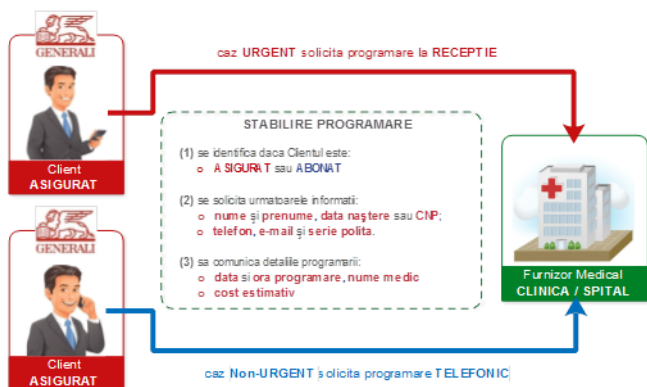 GENERALI
caz URGENT solicita programare la RECEPTIE
Client
ASIGURAT
STABILIRE PROGRAMARE
(1) se identifica daca Clientul este:
o ASIGURAT sau ABONAT
(2) se solicita urmatoarele informatii:
o nume și prenume, data naștere sau CNP;
o telefon, e-mail și serie polita.
(3) sa comunica detaliile programarii:
o data si ora programare, nume medic
o cost estimativ
Furnizor Medical
CLINICA / SPITAL
GENERALI
Client
ASIGURAT
caz Non-URGENT solicita programare TELEFONIC